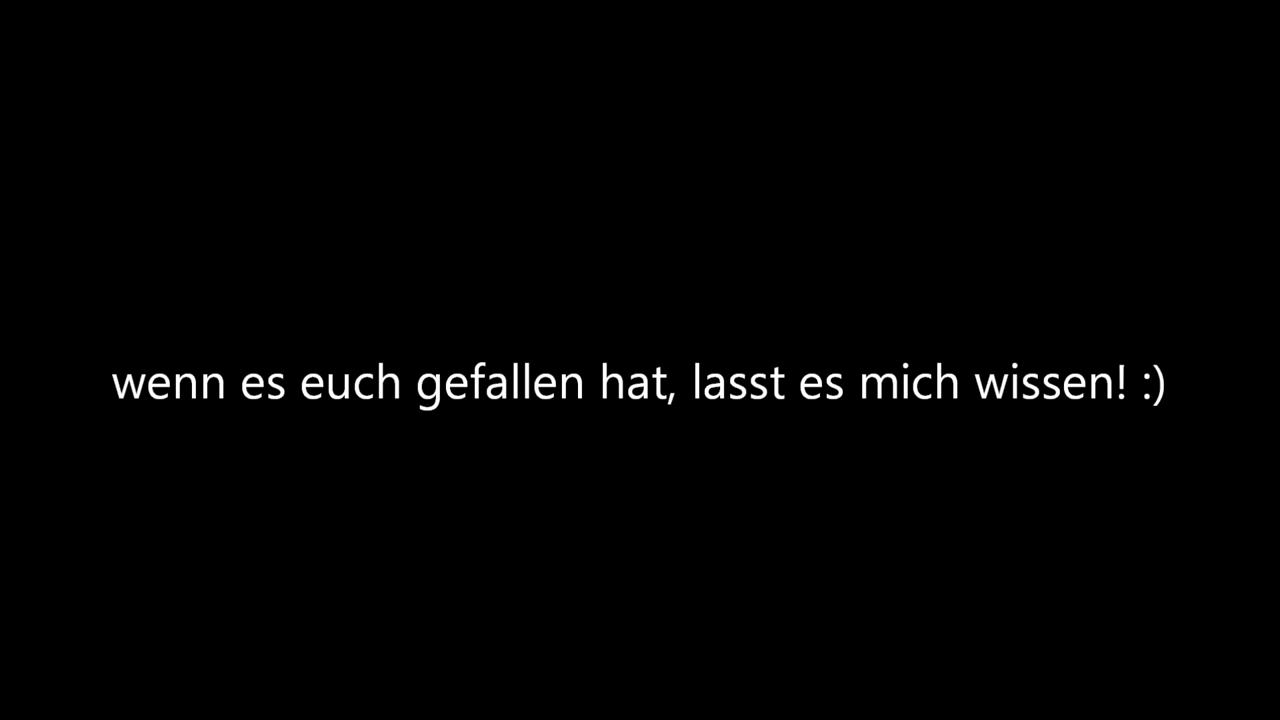 wenn es euch gefallen hat, lasst es mich wissen! :)